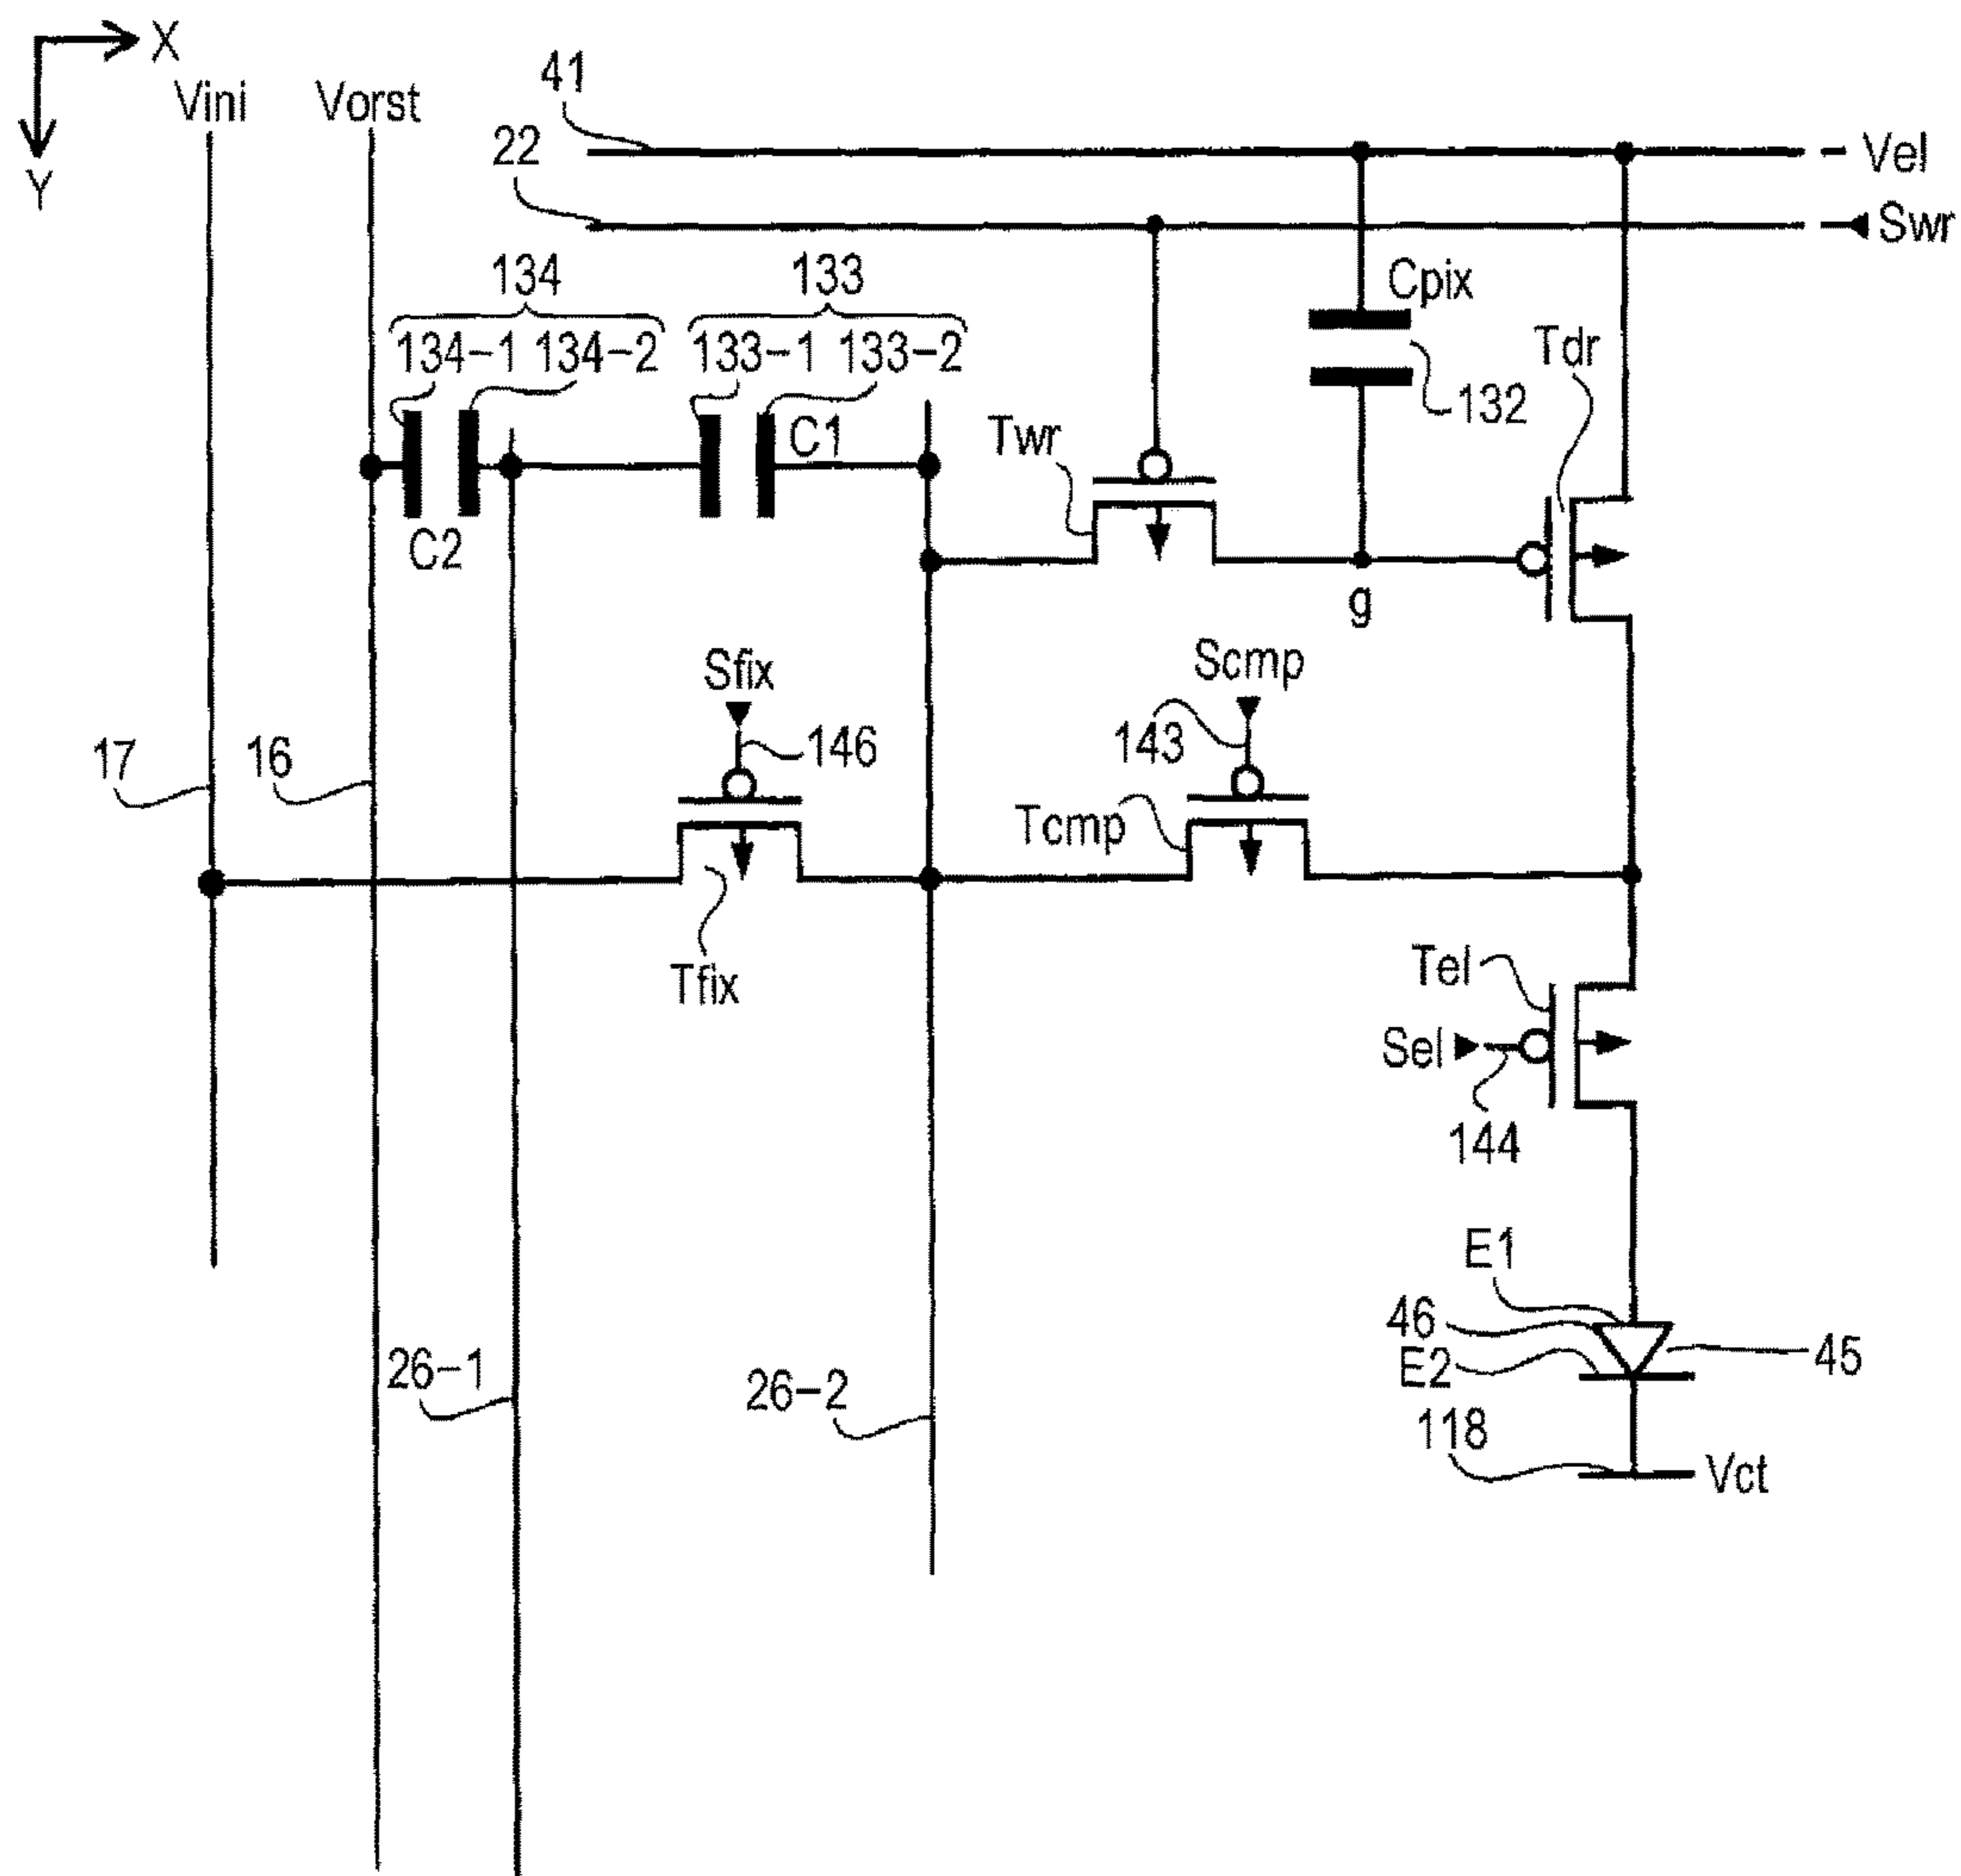 X
Y
Vini
Vorst
41
22
Vel
Swr
134
133
134-1
134-2
133-1
133-2
Cpix
Tdr
132
C1
C2
Twr
g
Sfix
Scmp
146
143
17
16
Tcmp
Tfix
Tel
Sel
144
E1
46
E2
45
26-1
26-2
118
Vct